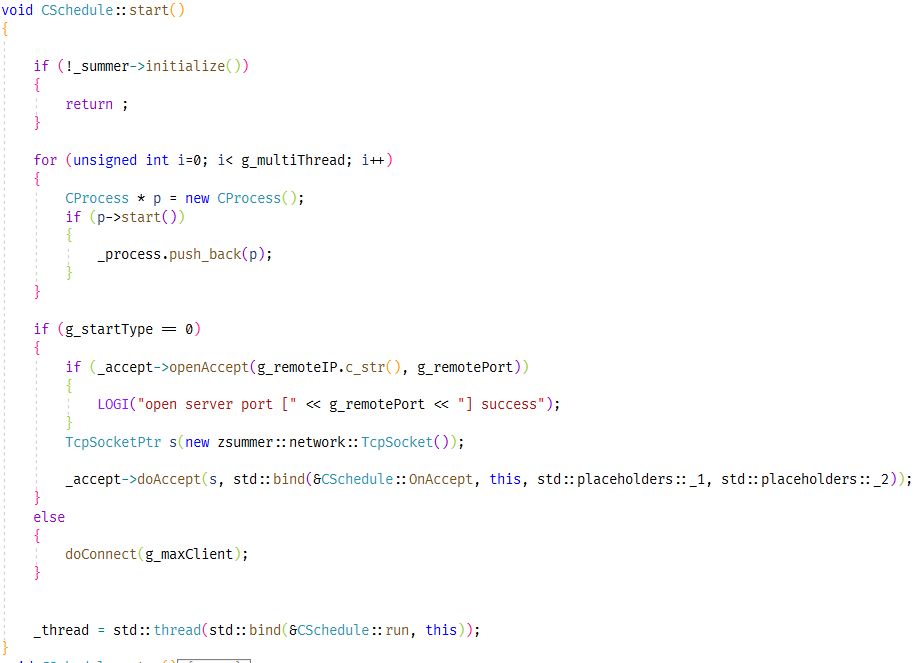 void CSchedule::start()
{
if (!_summer->initialize())
{
return ;
}
for (unsigned int i=0; i< g_multiThread; i++)
{
CProcess * p = new CProcess();
if (p->start())
{
_process.push_back(p);
}
}
if (g_startType == 0)
{
if (_accept->openAccept(g_remoteIP.c_str(), g_remotePort))
{
LOGI("open server port [" << g_remotePort << "] success");
}
TcpSocketPtr s(new zsummer::network::TcpSocket());
_accept->doAccept(s, std::bind(&CSchedule::OnAccept, this, std::placeholders::_1, std::placeholders::_2));
}
else
{
doConnect(g_maxClient);
}
_thread = std::thread(std::bind(&CSchedule::run, this));
}